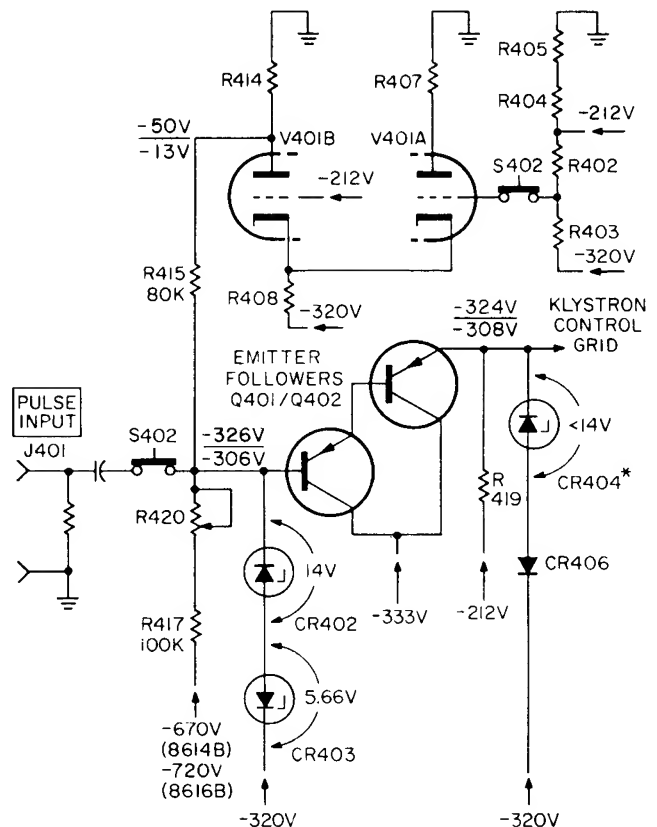 R414
R407
R405
R404
-212V
-50V
-13V
V401B
V401A
-212V
S402
R402
R403
-320V
R415
80K
R408
-320V
-324V
-308V
KLYSTRON
CONTROL
GRID
EMITTER
FOLLOWERS
Q401/Q402
PULSE
INPUT
J401
S402
-326V
-306V
<14V
CR404*
R
419
R420
14V
CR402
CR406
-333V
-212V
R417
100K
5.66V
CR403
-670V
(8614B)
-720V
(8616B)
-320V
-320V